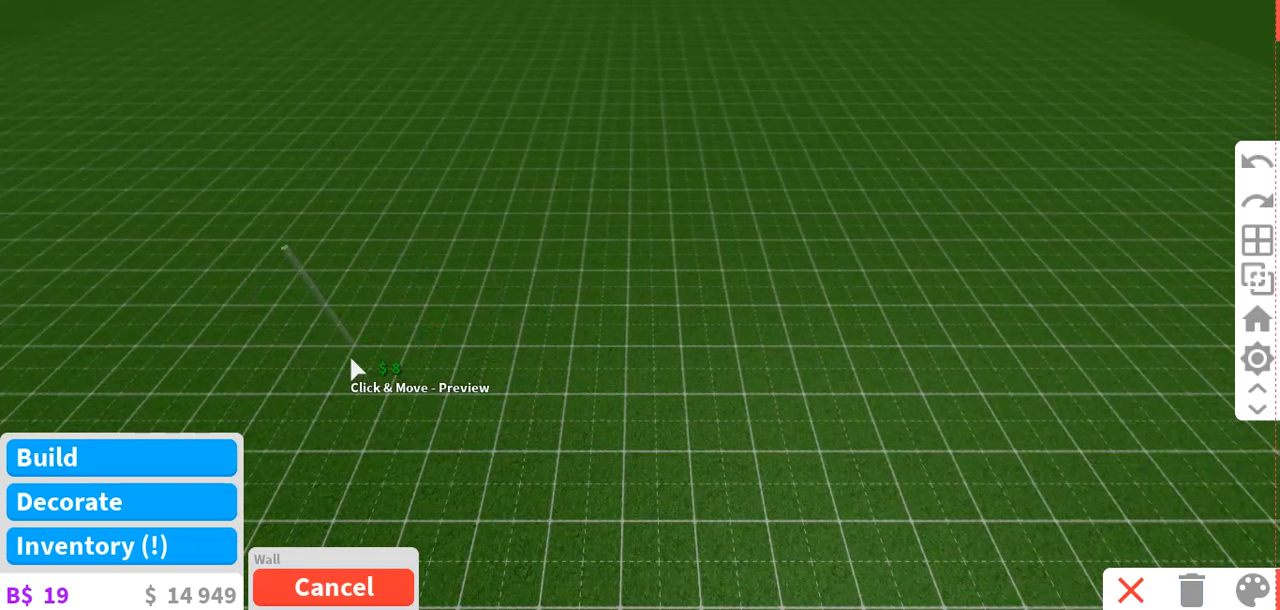 $ 8
Click & Move - Preview
Build
Decorate
Inventory (!)
Wall
Cancel
B$ 19
$ 14 949